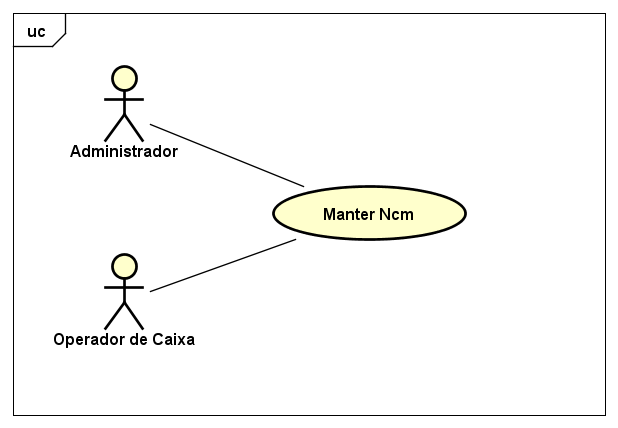 uc
Administrador
Manter Ncm
Operador de Caixa